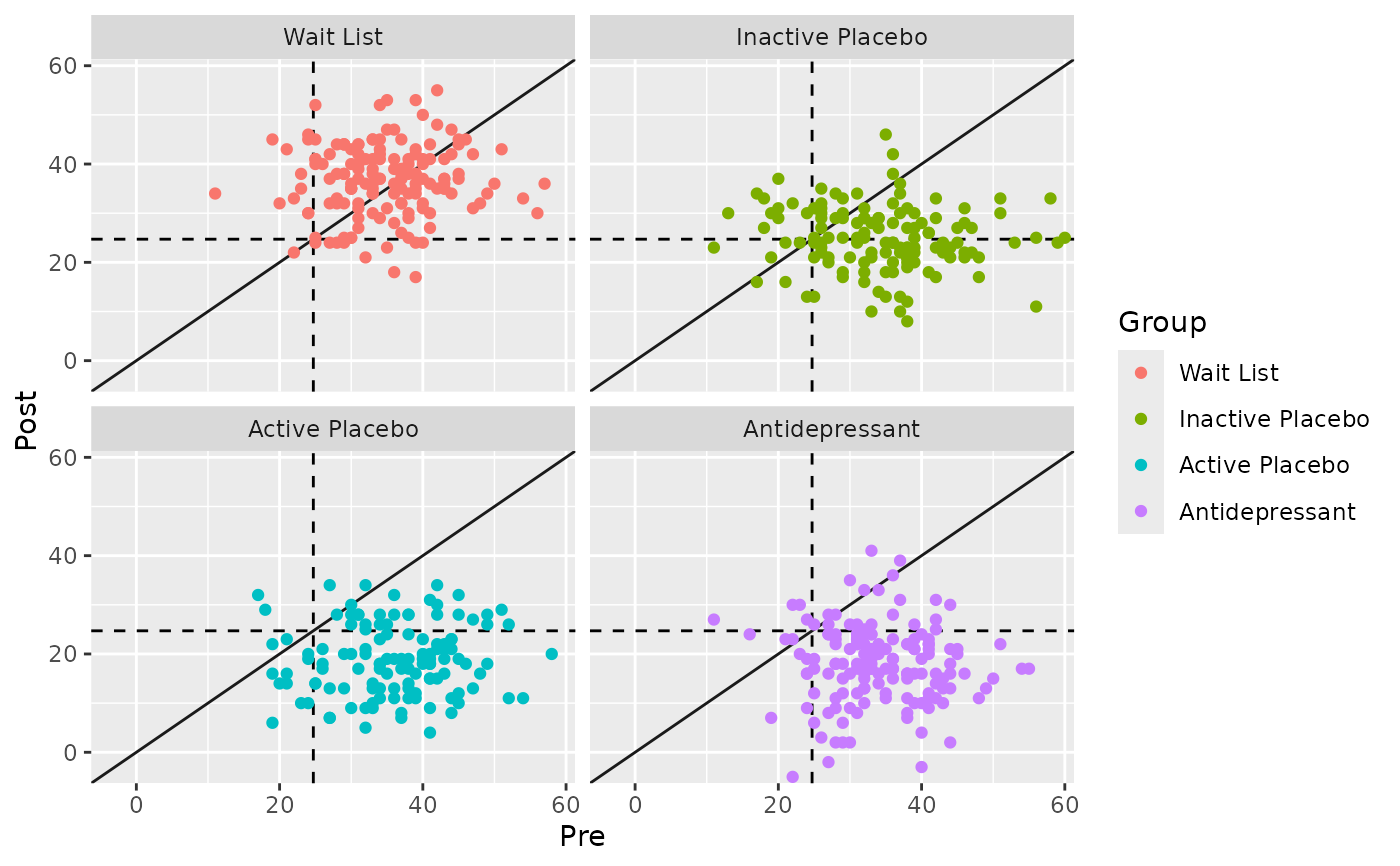 Wait List
Inactive Placebo
60
40
20
0
Active Placebo
Antidepressant
60
40
20
0
0 20 40 60
0 20 40 60
Pre
Post
Group
Wait List
Inactive Placebo
Active Placebo
Antidepressant